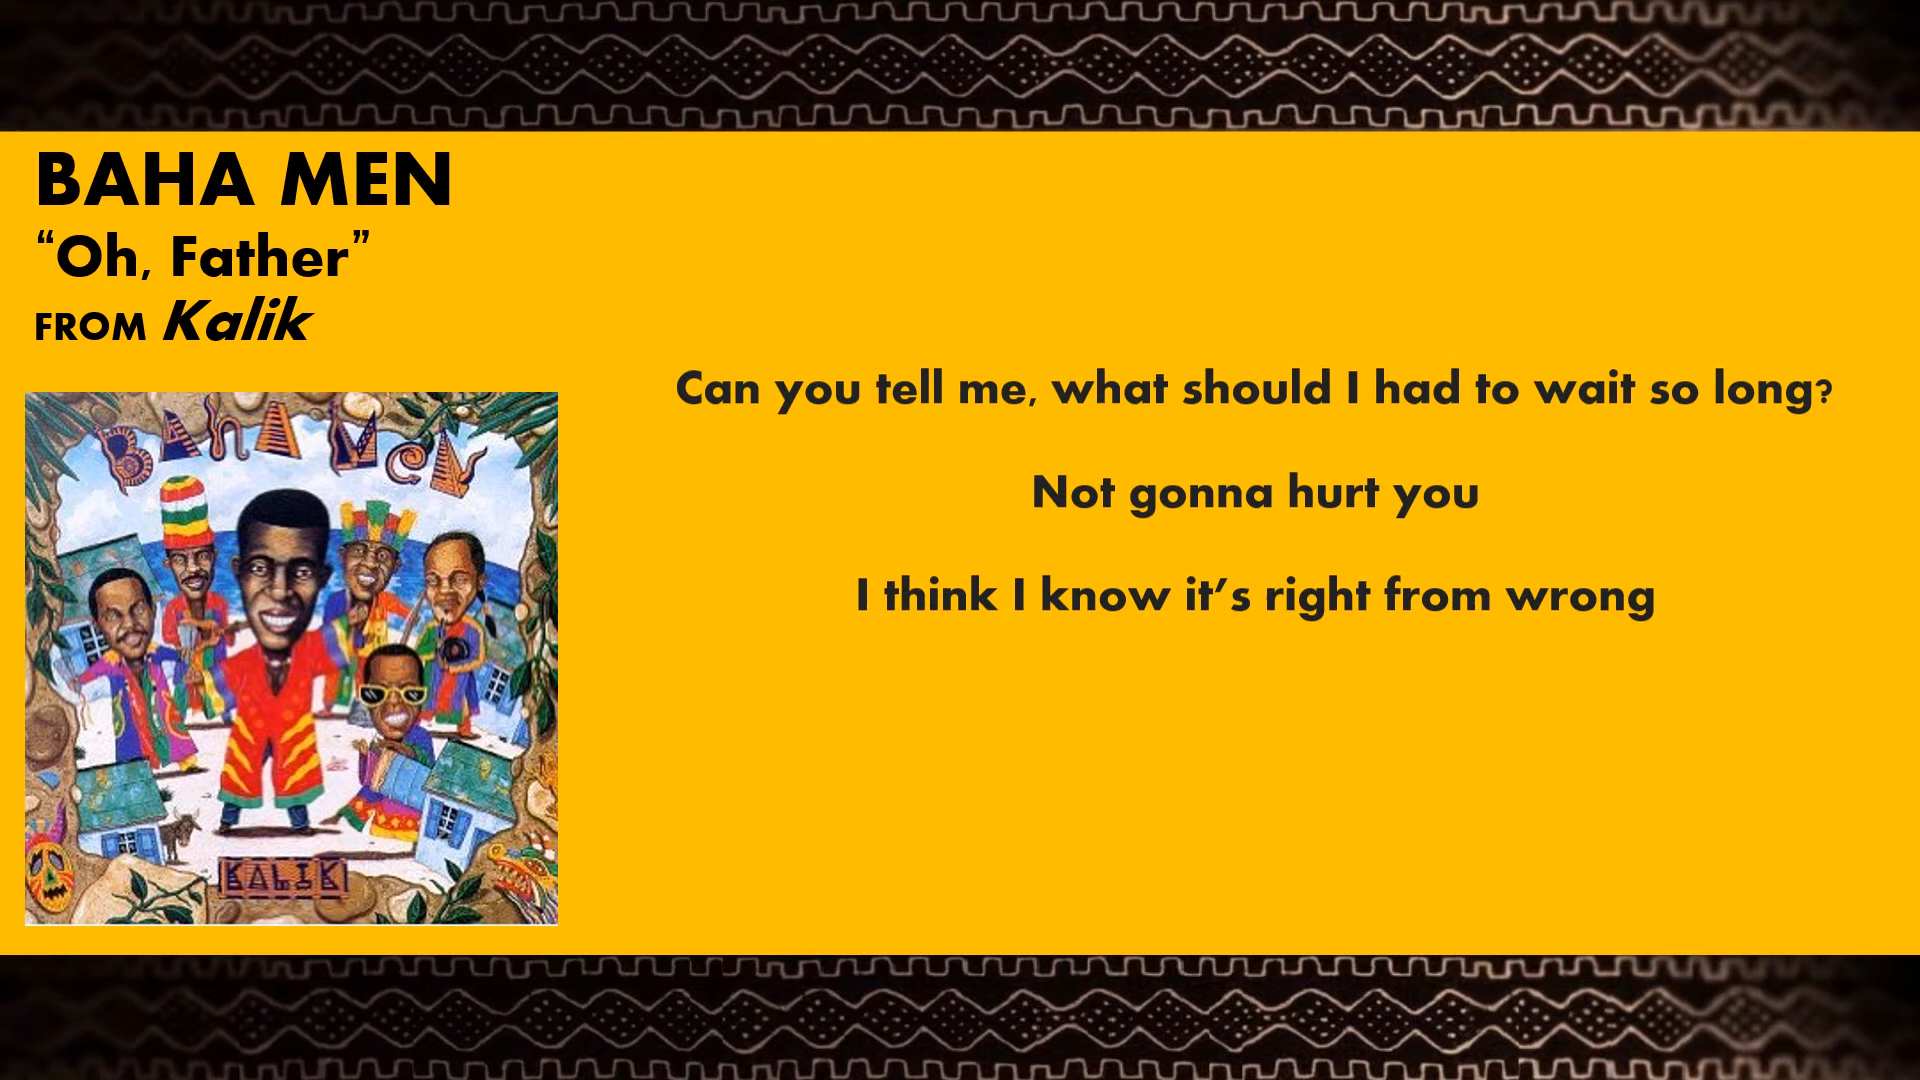 BAHA MEN
“Oh, Father”
FROM Kalik
BAHA MEN
KALIK
Can you tell me, what should I had to wait so long?
Not gonna hurt you
I think I know it’s right from wrong